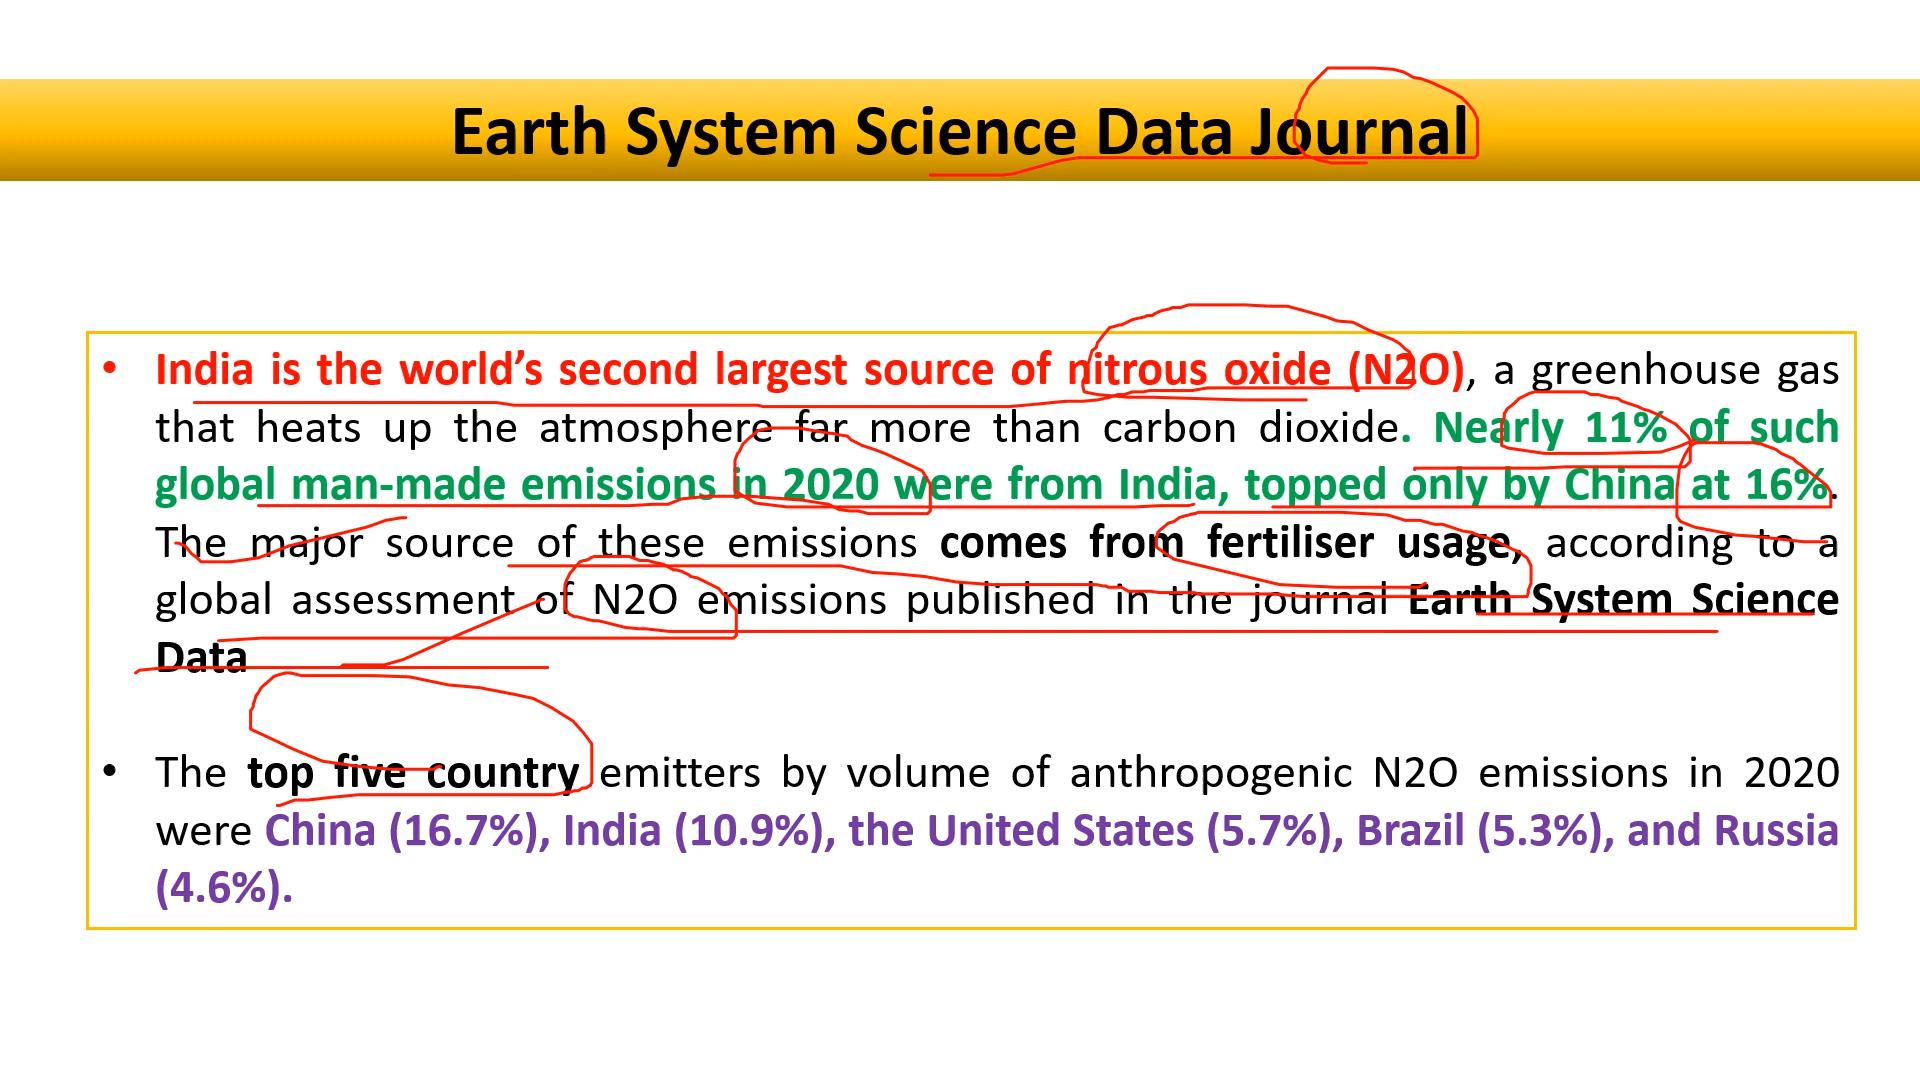 Earth System Science Data Journal
• India is the world’s second largest source of nitrous oxide (N2O), a greenhouse gas
that heats up the atmosphere far more than carbon dioxide. Nearly 11% of such
global man-made emissions in 2020 were from India, topped only by China at 16%.
The major source of these emissions comes from fertiliser usage, according to a
global assessment of N2O emissions published in the journal Earth System Science
Data
• The top five country emitters by volume of anthropogenic N2O emissions in 2020
were China (16.7%), India (10.9%), the United States (5.7%), Brazil (5.3%), and Russia
(4.6%).